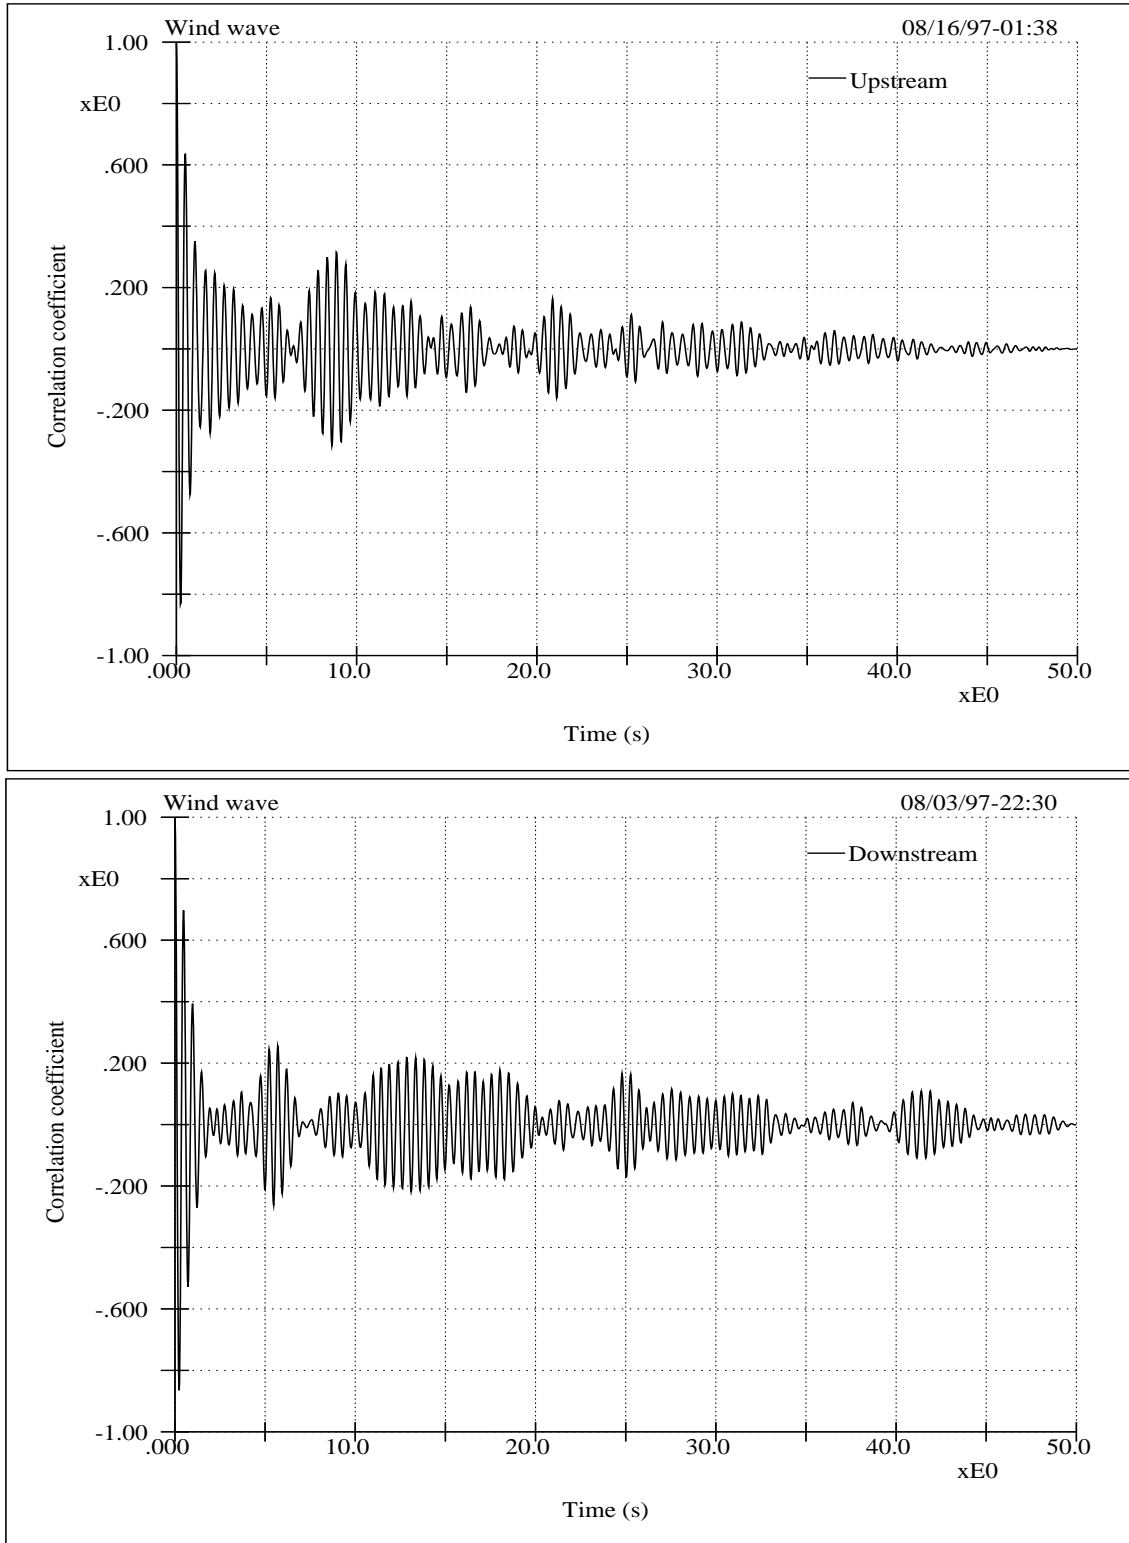 Wind wave 08/16/97-01:38
1.00
Upstream
xE0
.600
.200
Correlation coefficient
-.200
-.600
-1.00
.000 10.0 20.0 30.0 40.0 50.0
xE0
Time (s)
Wind wave 08/03/97-22:30
1.00
Downstream
xE0
.600
.200
Correlation coefficient
-.200
-.600
-1.00
.000 10.0 20.0 30.0 40.0 50.0
xE0
Time (s)